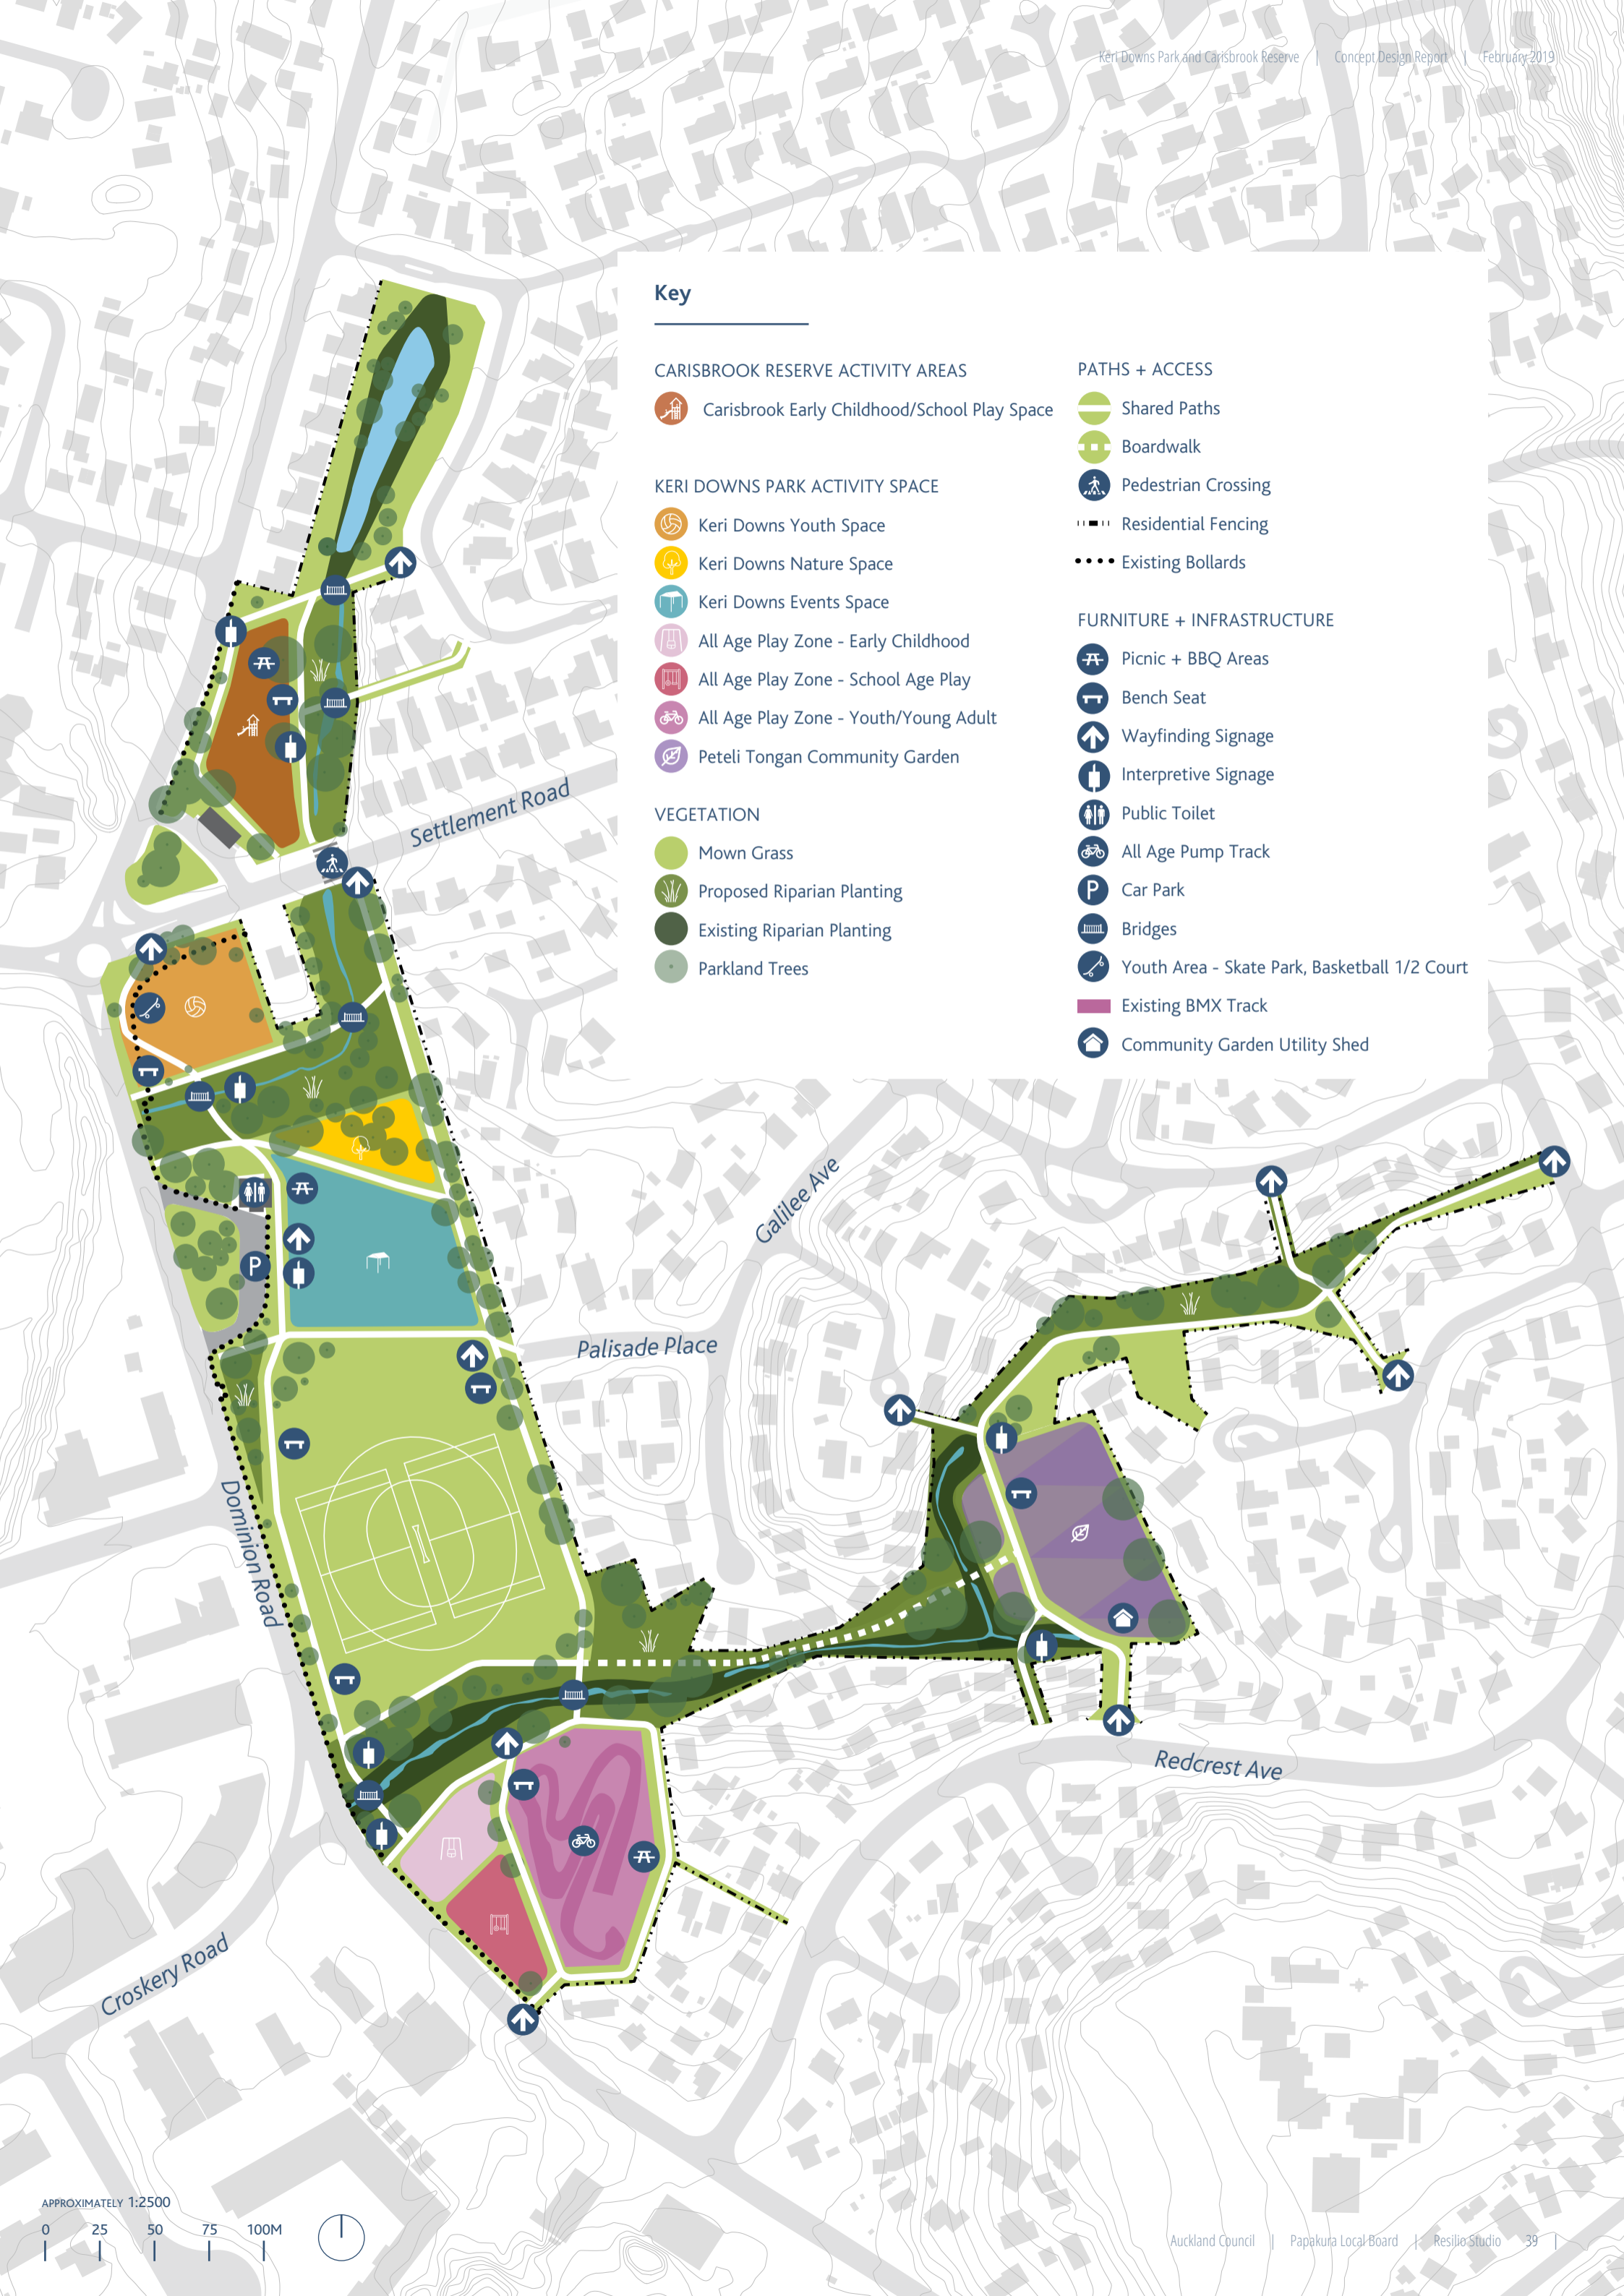 Keri Downs Park and Carisbrook Reserve | Concept Design Report | February 2019
Key
CARISBROOK RESERVE ACTIVITY AREAS
Carisbrook Early Childhood/School Play Space
KERI DOWNS PARK ACTIVITY SPACE
Keri Downs Youth Space
Keri Downs Nature Space
Keri Downs Events Space
All Age Play Zone - Early Childhood
All Age Play Zone - School Age Play
All Age Play Zone - Youth/Young Adult
Peteli Tongan Community Garden
VEGETATION
Mown Grass
Proposed Riparian Planting
Existing Riparian Planting
Parkland Trees
PATHS + ACCESS
Shared Paths
Boardwalk
Pedestrian Crossing
Residential Fencing
Existing Bollards
FURNITURE + INFRASTRUCTURE
Picnic + BBQ Areas
Bench Seat
Wayfinding Signage
Interpretive Signage
Public Toilet
All Age Pump Track
P
Car Park
Bridges
Youth Area - Skate Park, Basketball 1/2 Court
Existing BMX Track
Community Garden Utility Shed
Settlement Road
Galilee Ave
P
Palisade Place
Dominion Road
Redcrest Ave
Croskery Road
APPROXIMATELY 1:2500
0 25 50 75 100M
Auckland Council | Papakura Local Board | Resilio Studio 39 |